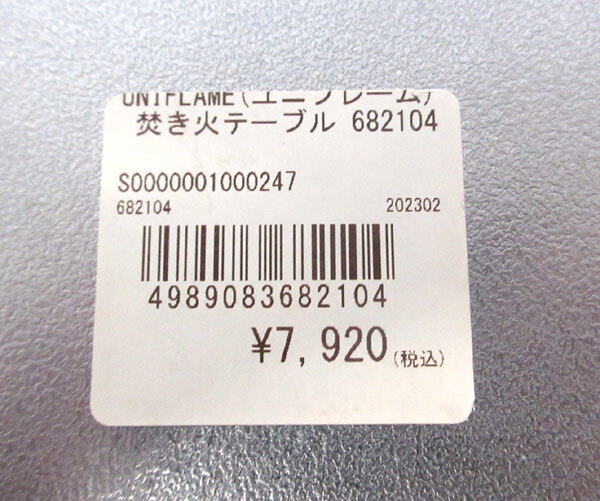 UNIFLAME(ユニフレーム)
焚き火テーブル 682104
S0000001000247
682104 202302
4989083682104
¥7,920(税込)